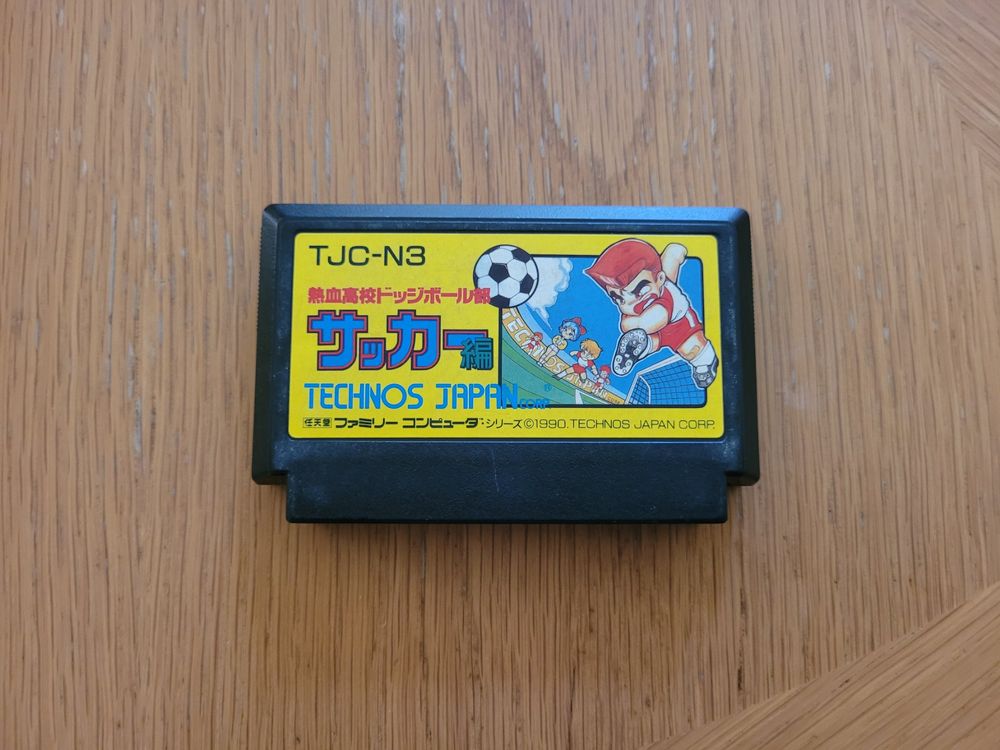 TJC-N3
熱血高校ドッジボール部
サッカー編
TECHNOS JAPAN® CORP.
任天堂 ファミリー コンピュータ™シリーズ ©1990.TECHNOS JAPAN CORP.
TECHNOS JAPAN